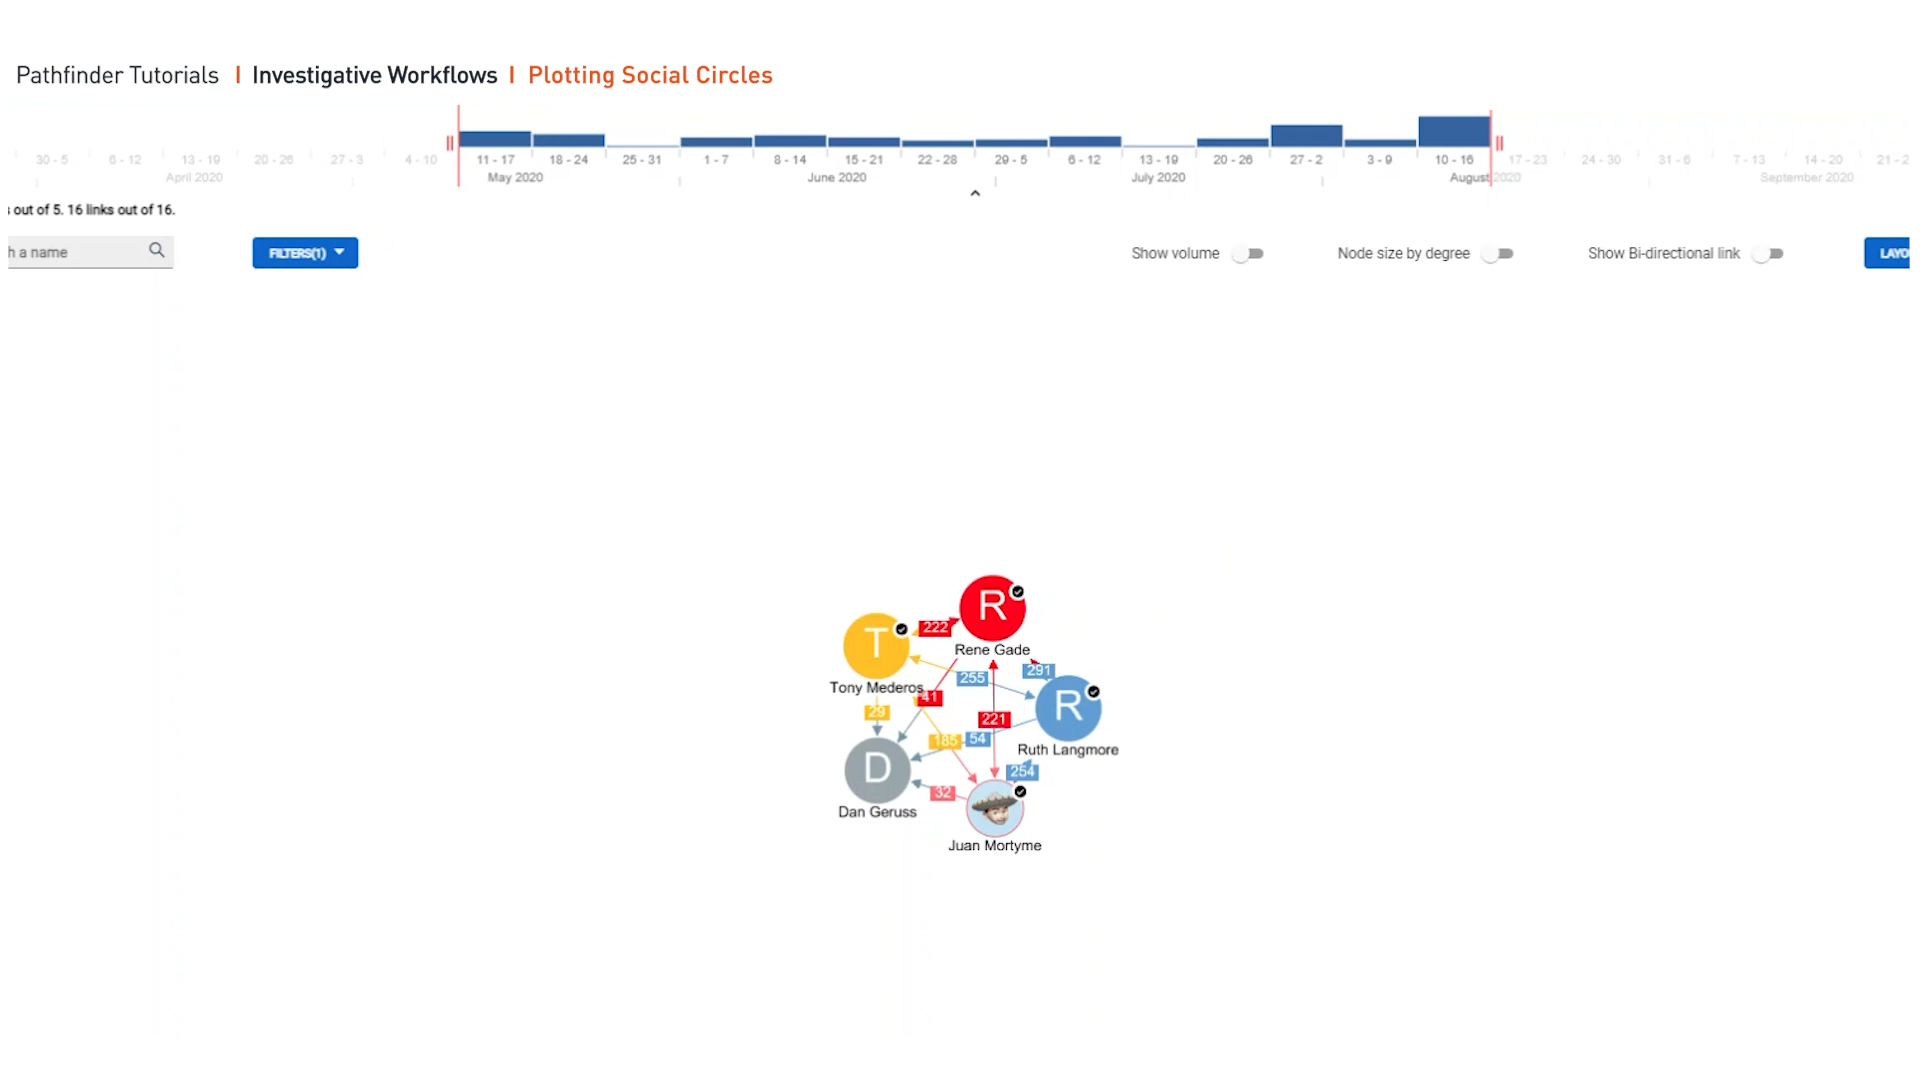 Pathfinder Tutorials | Investigative Workflows | Plotting Social Circles
30 - 5 6 - 12 13 - 19 20 - 26 27 - 3 4 - 10 11 - 17 18 - 24 25 - 31 1 - 7 8 - 14 15 - 21 22 - 28 29 - 5 6 - 12 13 - 19 20 - 26 27 - 2 3 - 9 10 - 16 17 - 23 24 - 30 31 - 6 7 - 13 14 - 20 21 - 2
April 2020 May 2020 June 2020 July 2020 August 2020 September 2020
s out of 5. 16 links out of 16.
h a name FILTERS(1) Show volume Node size by degree Show Bi-directional link LAYO
R
T 222
Rene Gade
255 291
Tony Mederos 41
R
29 221
185 54
Ruth Langmore
D 254
32
Dan Geruss
Juan Mortyme